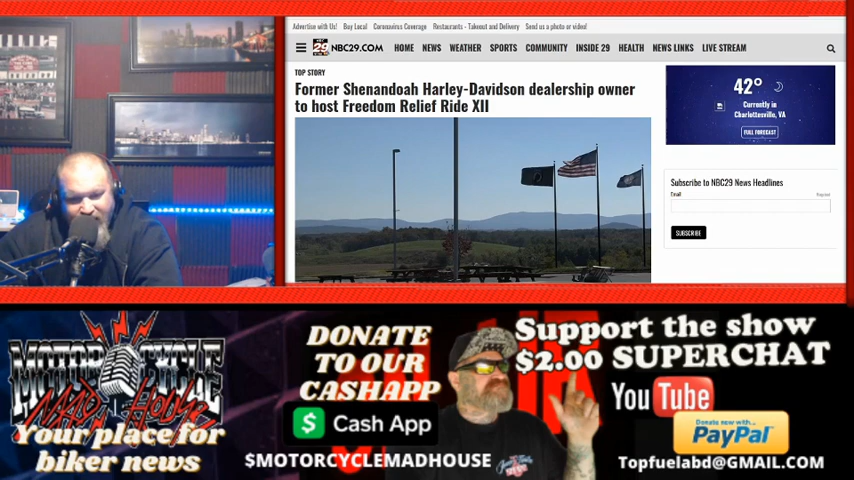 Advertise with Us! Buy Local Coronavirus Coverage Restaurants - Takeout and Delivery Send us a photo or video!
29 NBC29.COM HOME NEWS WEATHER SPORTS COMMUNITY INSIDE 29 HEALTH NEWS LINKS LIVE STREAM
TOP STORY
Former Shenandoah Harley-Davidson dealership owner
to host Freedom Relief Ride XII
42°
Currently in
Charlottesville, VA
FULL FORECAST
Subscribe to NBC29 News Headlines
Email
Required
SUBSCRIBE
MOTORCYCLE
MAD HOUSE
Your place for
biker news
DONATE
TO OUR
CASHAPP
$ Cash App
$MOTORCYCLEMADHOUSE
Support the show
$2.00 SUPERCHAT
YouTube
Donate now with...
PayPal
Topfuelabd@GMAIL.COM